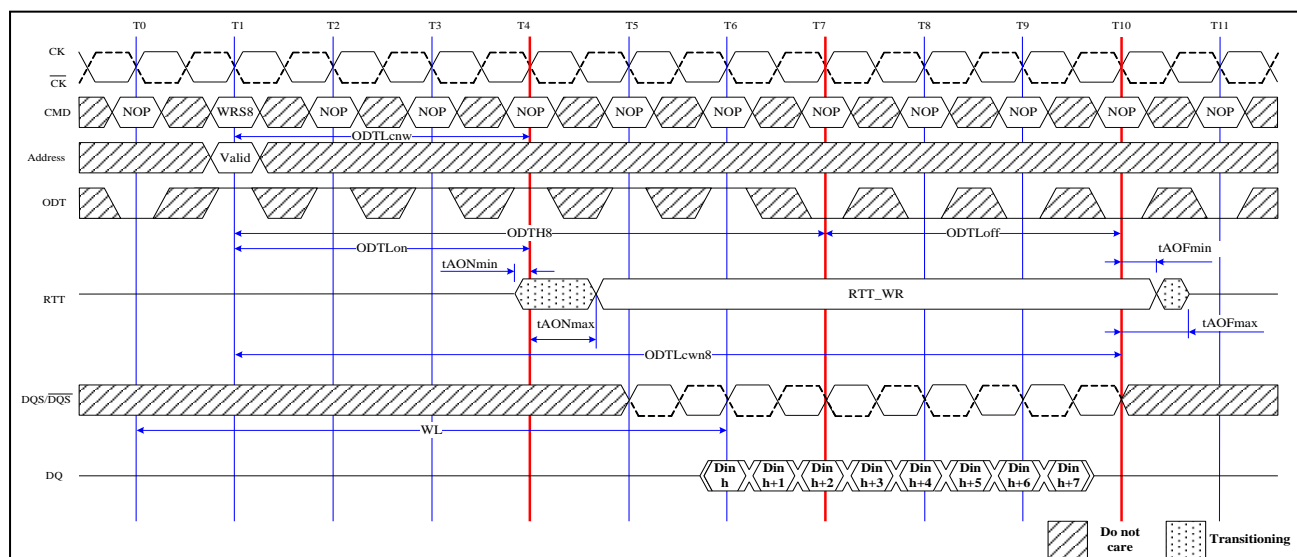 T0 T1 T2 T3 T4 T5 T6 T7 T8 T9 T10 T11
CK
CK
CMD NOP WRS8 NOP NOP NOP NOP NOP NOP NOP NOP NOP NOP
ODTLcnw
Address Valid
ODT
ODTH8 ODTLoff
ODTLon
tAONmin tAOFmin
RTT RTT_WR
tAONmax tAOFmax
ODTLcwn8
DQS/DQS
WL
DQ Din h Din h+1 Din h+2 Din h+3 Din h+4 Din h+5 Din h+6 Din h+7
Do not care Transitioning